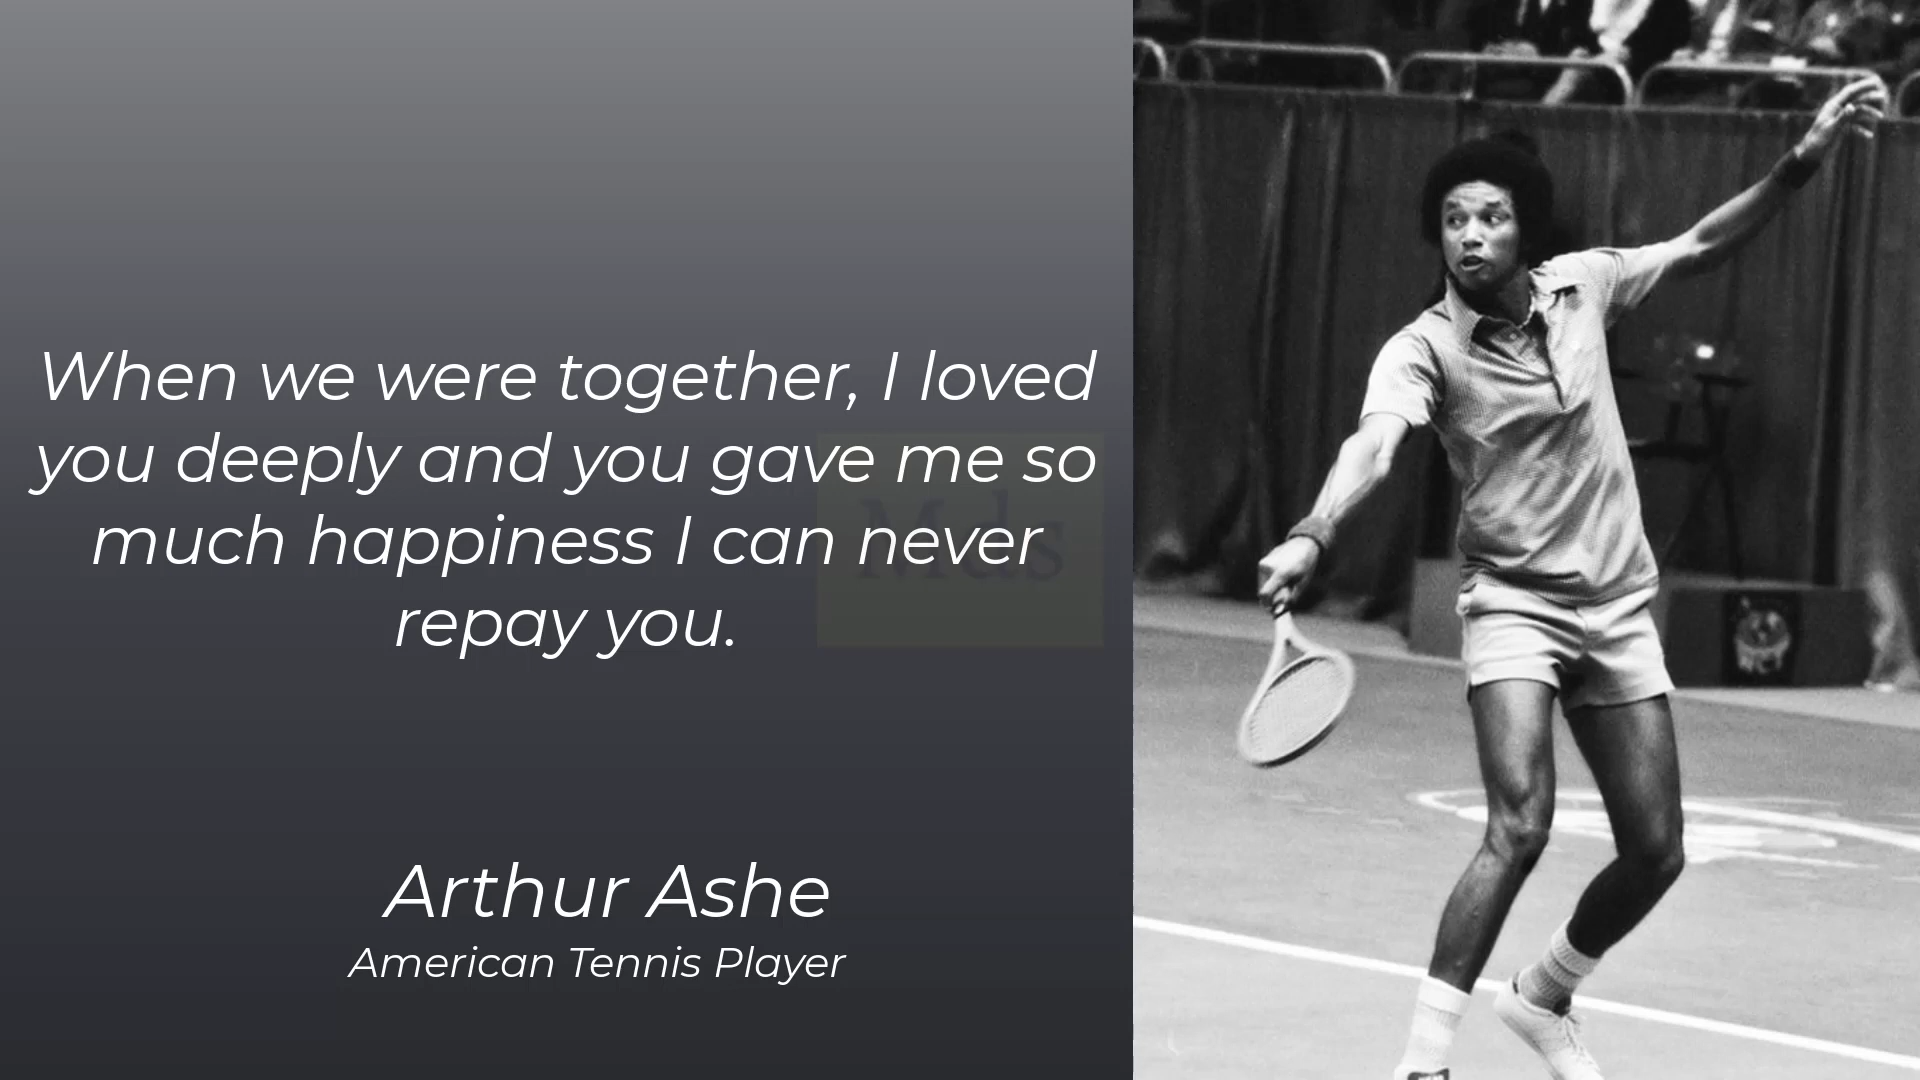 When we were together, I loved
you deeply and you gave me so
much happiness I can never
repay you.
Mds
Arthur Ashe
American Tennis Player